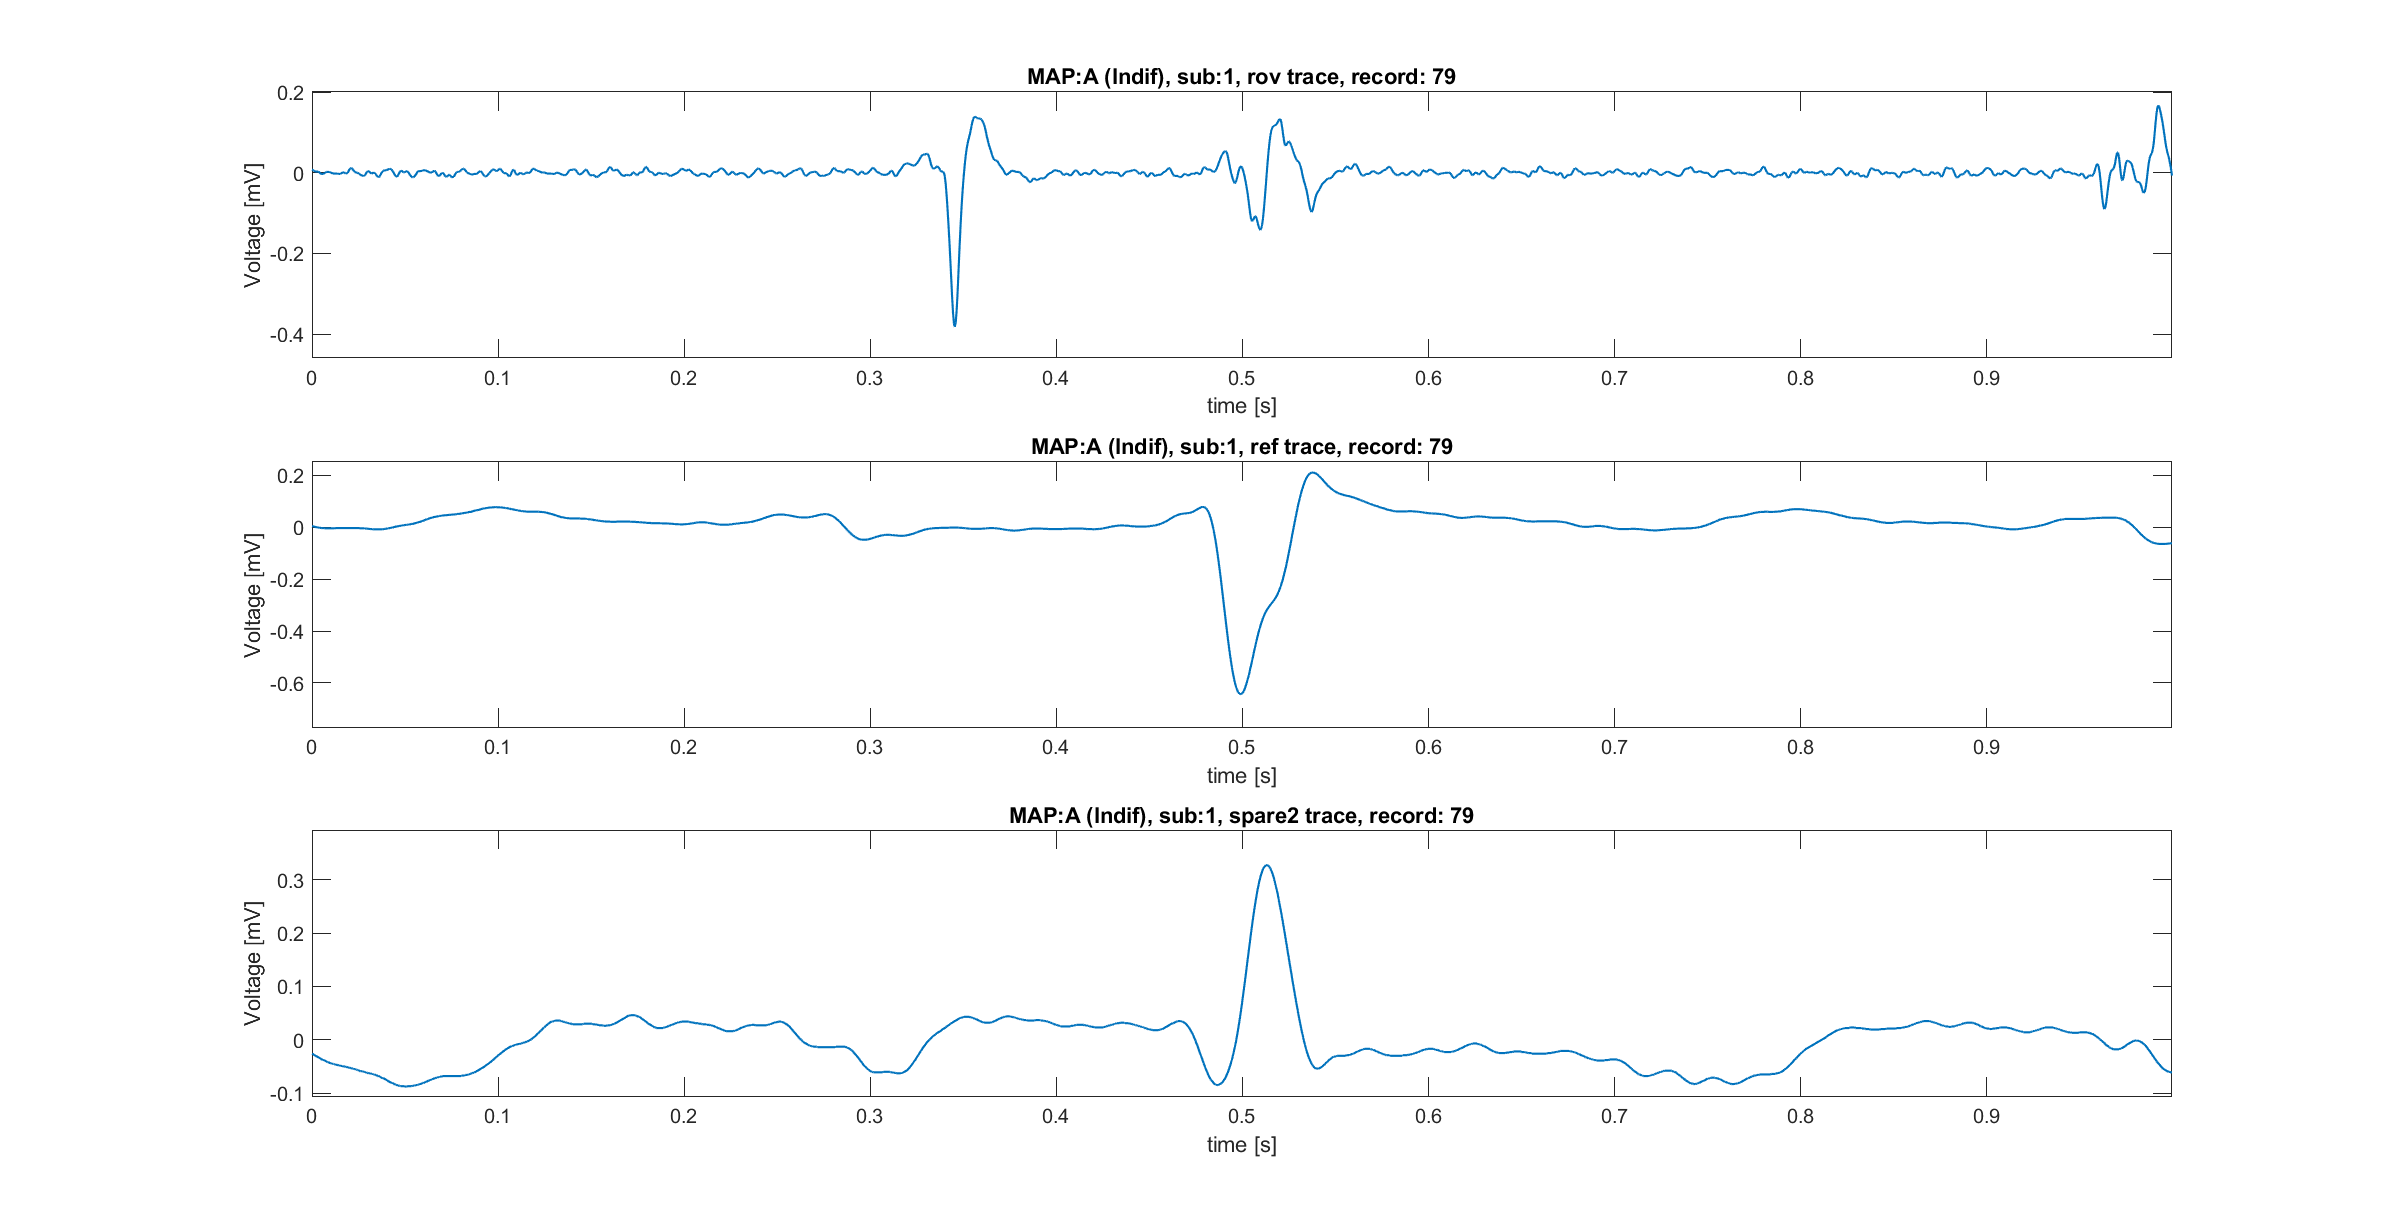 MAP:A (Indif), sub:1, rov trace, record: 79
0.2
0
-0.2
-0.4
Voltage [mV]
0 0.1 0.2 0.3 0.4 0.5 0.6 0.7 0.8 0.9
time [s]
MAP:A (Indif), sub:1, ref trace, record: 79
0.2
0
-0.2
-0.4
-0.6
Voltage [mV]
0 0.1 0.2 0.3 0.4 0.5 0.6 0.7 0.8 0.9
time [s]
MAP:A (Indif), sub:1, spare2 trace, record: 79
0.3
0.2
0.1
0
-0.1
Voltage [mV]
0 0.1 0.2 0.3 0.4 0.5 0.6 0.7 0.8 0.9
time [s]